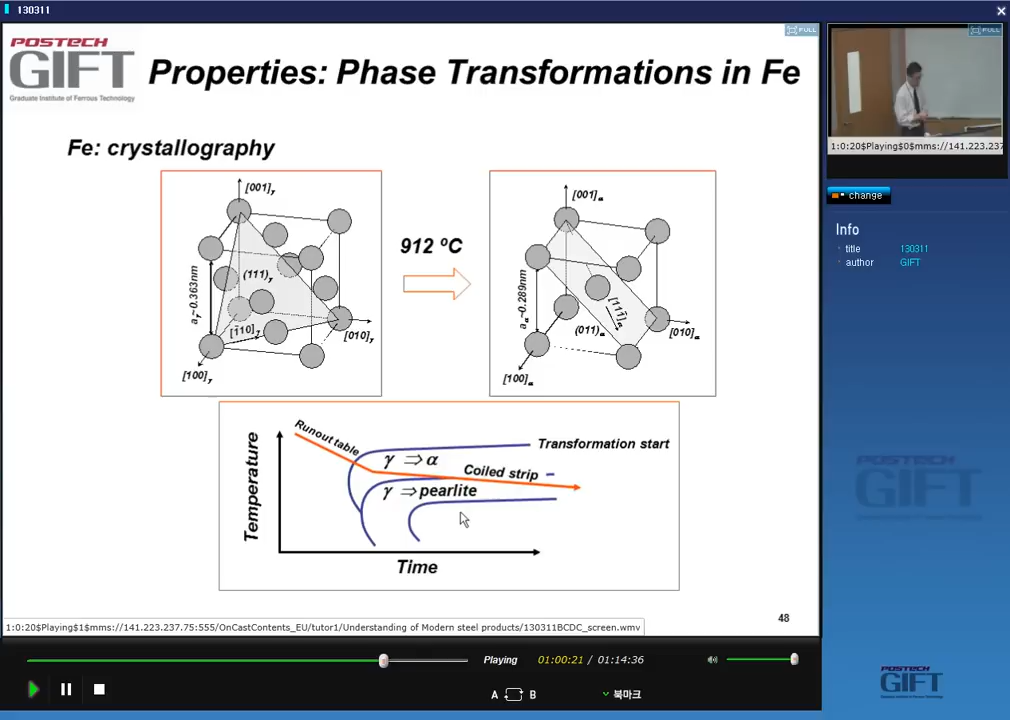 130311
FULL
POSTECH
GIFT
Graduate Institute of Ferrous Technology
Properties: Phase Transformations in Fe
Fe: crystallography
[001]γ
(111)γ
aγ~0.363nm
[1̄10]γ
[010]γ
[100]γ
912 ºC
[001]α
aα~0.289nm
[111̄]α
(011)α
[010]α
[100]α
Temperature
Runout table
Transformation start
γ ⇒ α
Coiled strip
γ ⇒ pearlite
Time
48
1:0:20$Playing$1$mms://141.223.237.75:555/OnCastContents_EU/tutor1/Understanding of Modern steel products/130311BCDC_screen.wmv
Playing
01:00:21 / 01:14:36
A B
북마크
FULL
1:0:20$Playing$0$mms://141.223.237
change
Info
title 130311
author GIFT
POSTECH
GIFT
POSTECH
GIFT